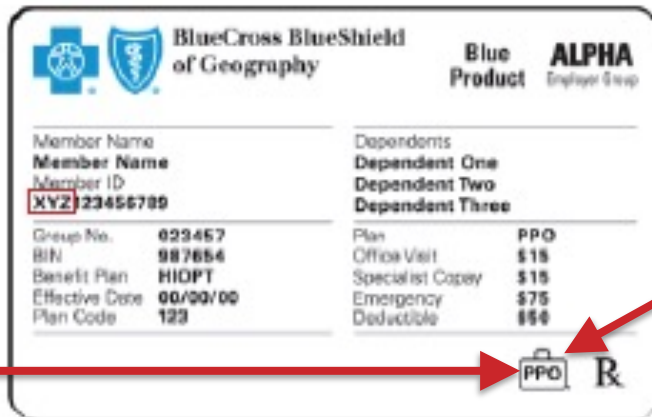 BlueCross BlueShield
of Geography
Blue
Product
ALPHA
Employer Group
Member Name
Member Name
Member ID
XYZ123456789
Dependents
Dependent One
Dependent Two
Dependent Three
Group No. 023457
BIN 987654
Benefit Plan HIOPT
Effective Date 00/00/00
Plan Code 123
Plan PPO
Office Visit $15
Specialist Copay $15
Emergency $75
Deductible $50
PPO
Rx